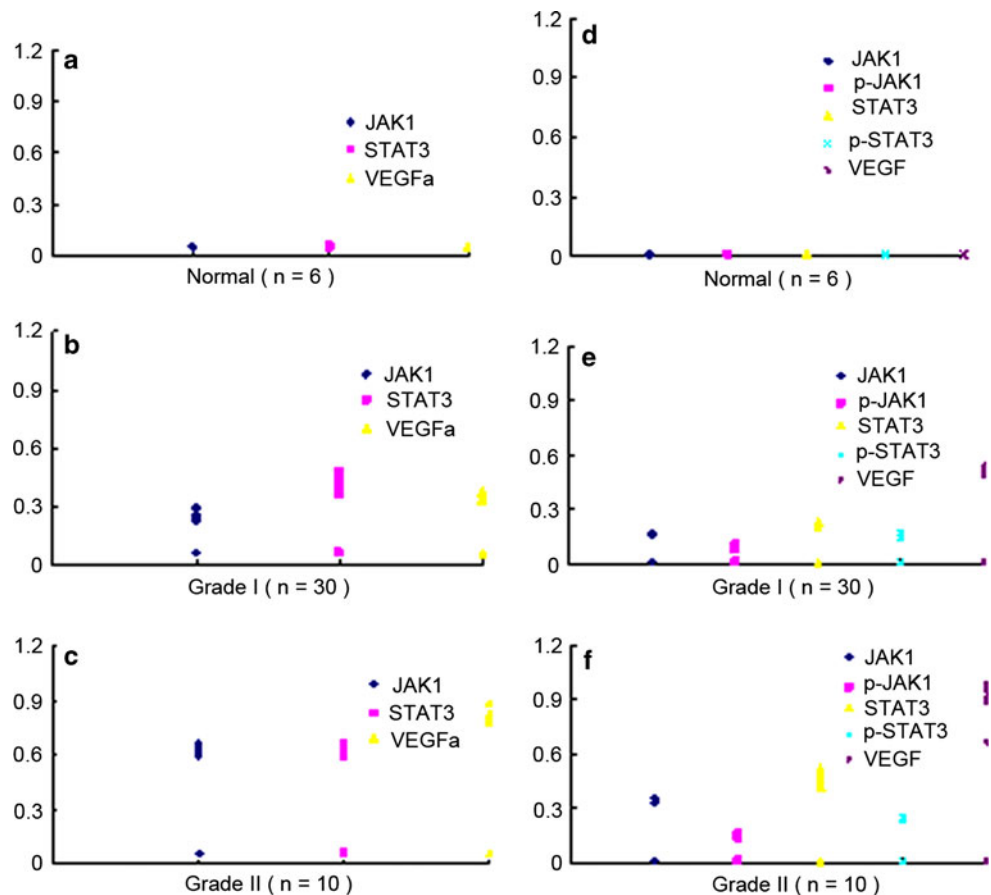 a
1.2
0.9
0.6
0.3
0
JAK1
STAT3
VEGFa
Normal ( n = 6 )
d
1.2
0.9
0.6
0.3
0
JAK1
p-JAK1
STAT3
p-STAT3
VEGF
Normal ( n = 6 )
b
1.2
0.9
0.6
0.3
0
JAK1
STAT3
VEGFa
Grade I ( n = 30 )
e
1.2
0.9
0.6
0.3
0
JAK1
p-JAK1
STAT3
p-STAT3
VEGF
Grade I ( n = 30 )
c
1.2
0.9
0.6
0.3
0
JAK1
STAT3
VEGFa
Grade II ( n = 10 )
f
1.2
0.9
0.6
0.3
0
JAK1
p-JAK1
STAT3
p-STAT3
VEGF
Grade II ( n = 10 )